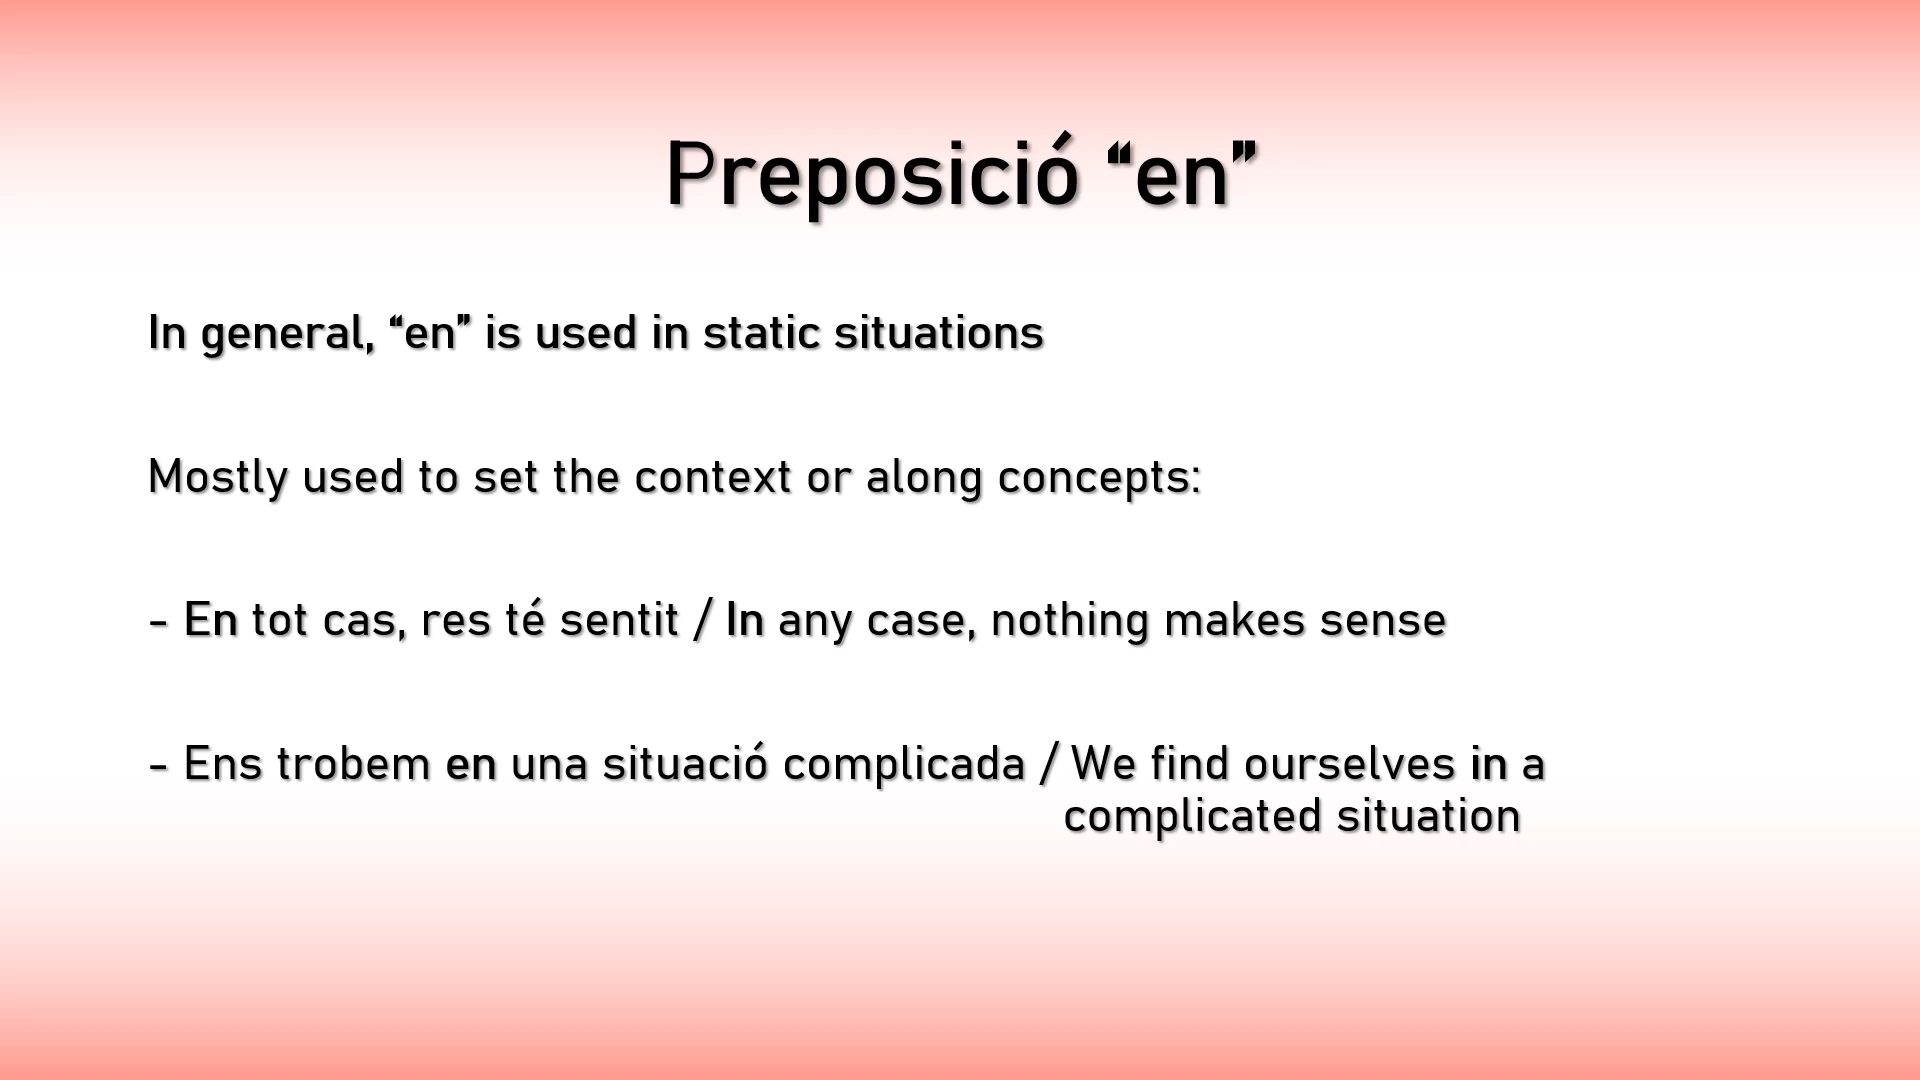 Preposició “en”
In general, “en” is used in static situations
Mostly used to set the context or along concepts:
- En tot cas, res té sentit / In any case, nothing makes sense
- Ens trobem en una situació complicada / We find ourselves in a
complicated situation